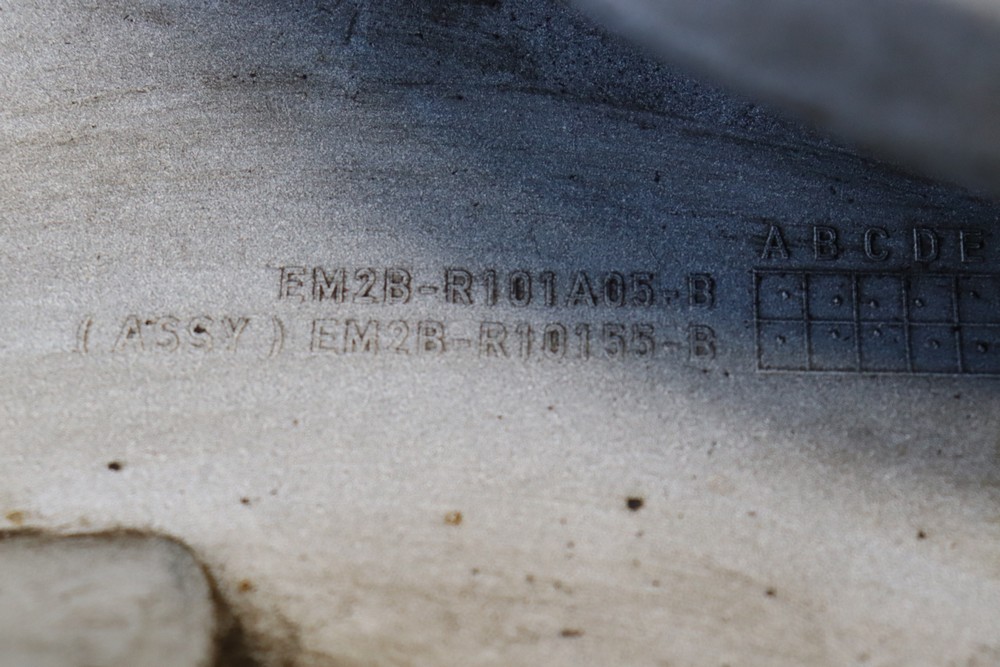 A B C D E
EM2B-R101A05-B
(ASSY) EM2B-R10155-B